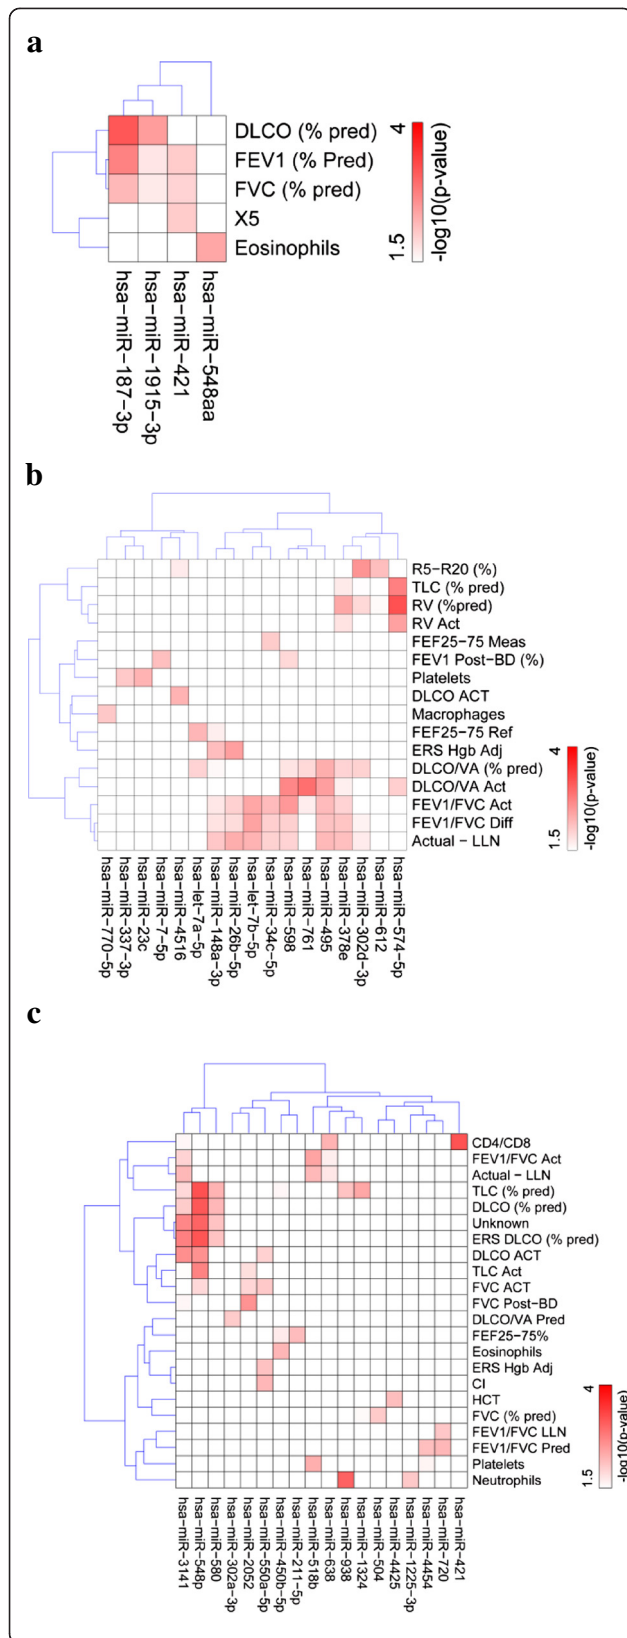 a
DLCO (% pred)
FEV1 (% Pred)
FVC (% pred)
X5
Eosinophils
4
1.5
-log10(p-value)
hsa-miR-187-3p
hsa-miR-1915-3p
hsa-miR-421
hsa-miR-548aa
b
R5-R20 (%)
TLC (% pred)
RV (%pred)
RV Act
FEF25-75 Meas
FEV1 Post-BD (%)
Platelets
DLCO ACT
Macrophages
FEF25-75 Ref
ERS Hgb Adj
DLCO/VA (% pred)
DLCO/VA Act
FEV1/FVC Act
FEV1/FVC Diff
Actual - LLN
4
1.5
-log10(p-value)
hsa-miR-770-5p
hsa-miR-337-3p
hsa-miR-23c
hsa-miR-7-5p
hsa-miR-4516
hsa-let-7a-5p
hsa-miR-148a-3p
hsa-miR-26b-5p
hsa-let-7b-5p
hsa-miR-34c-5p
hsa-miR-598
hsa-miR-761
hsa-miR-495
hsa-miR-378e
hsa-miR-302d-3p
hsa-miR-612
hsa-miR-574-5p
c
CD4/CD8
FEV1/FVC Act
Actual - LLN
TLC (% pred)
DLCO (% pred)
Unknown
ERS DLCO (% pred)
DLCO ACT
TLC Act
FVC ACT
FVC Post-BD
DLCO/VA Pred
FEF25-75%
Eosinophils
ERS Hgb Adj
CI
HCT
FVC (% pred)
FEV1/FVC LLN
FEV1/FVC Pred
Platelets
Neutrophils
4
1.5
-log10(p-value)
hsa-miR-3141
hsa-miR-548p
hsa-miR-580
hsa-miR-302a-3p
hsa-miR-2052
hsa-miR-550a-5p
hsa-miR-450b-5p
hsa-miR-211-5p
hsa-miR-518b
hsa-miR-638
hsa-miR-938
hsa-miR-1324
hsa-miR-504
hsa-miR-4425
hsa-miR-1225-3p
hsa-miR-4454
hsa-miR-720
hsa-miR-421